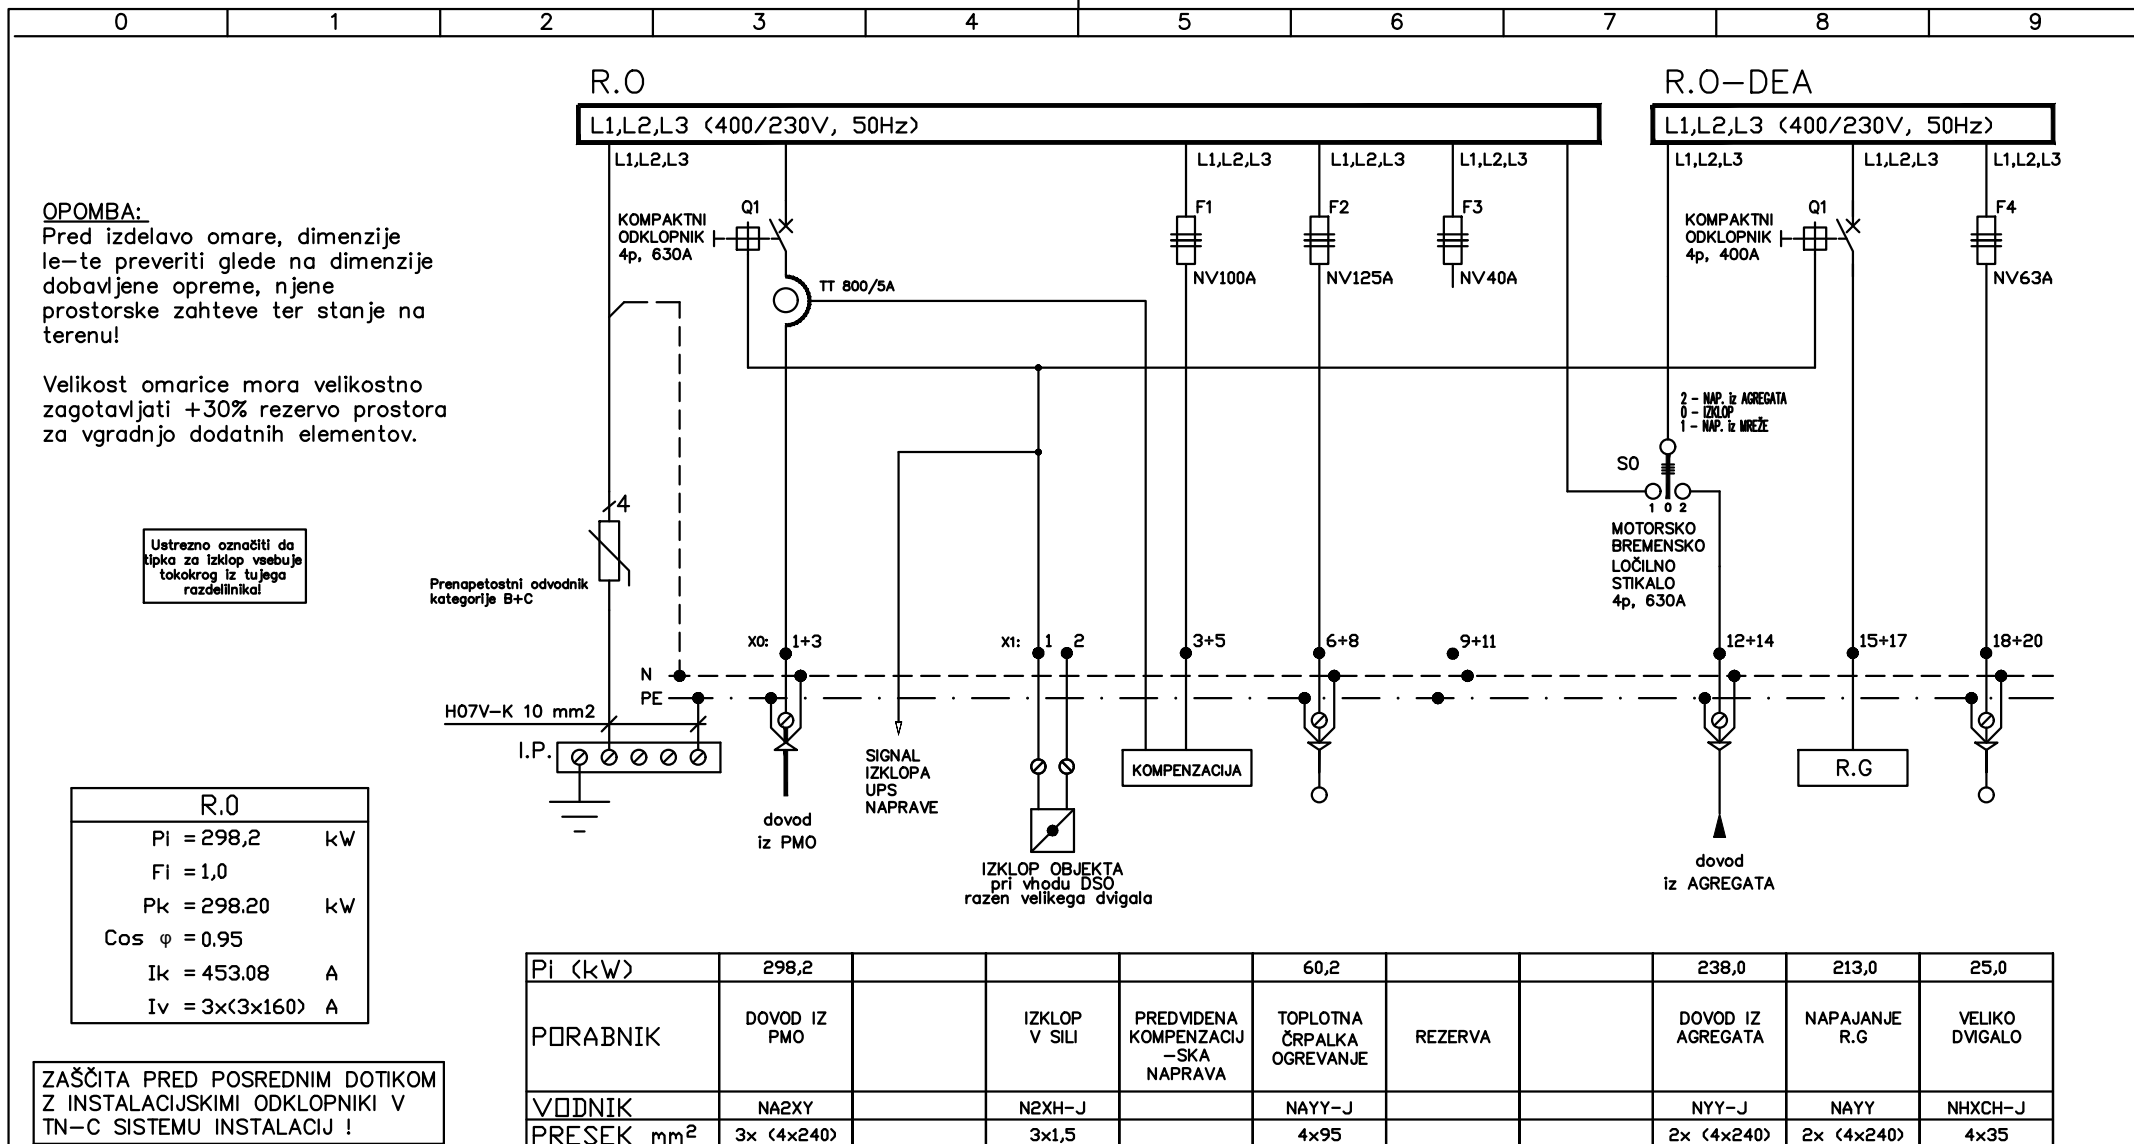 0 1 2 3 4 5 6 7 8 9
R.O
R.O-DEA
L1,L2,L3 (400/230V, 50Hz)
L1,L2,L3 (400/230V, 50Hz)
L1,L2,L3 L1,L2,L3 L1,L2,L3 L1,L2,L3 L1,L2,L3 L1,L2,L3 L1,L2,L3
OPOMBA:
Pred izdelavo omare, dimenzije
le-te preveriti glede na dimenzije
dobavljene opreme, njene
prostorske zahteve ter stanje na
terenu!
Velikost omarice mora velikostno
zagotavljati +30% rezervo prostora
za vgradnjo dodatnih elementov.
Ustrezno označiti da
tipka za izklop vsebuje
tokokrog iz tujega
razdelilnika!
Q1
KOMPAKTNI
ODKLOPNIK
4p, 630A
TT 800/5A
F1
NV100A
F2
NV125A
F3
NV40A
Q1
KOMPAKTNI
ODKLOPNIK
4p, 400A
F4
NV63A
2 - NAP. iz AGREGATA
0 - IZKLOP
1 - NAP. iz MREŽE
S0
1 0 2
MOTORSKO
BREMENSKO
LOČILNO
STIKALO
4p, 630A
4
Prenapetostni odvodnik
kategorije B+C
X0: 1+3 X1: 1 2 3+5 6+8 9+11 12+14 15+17 18+20
N
PE
H07V-K 10 mm2
I.P.
SIGNAL
IZKLOPA
UPS
NAPRAVE
KOMPENZACIJA
R.G
dovod
iz PMO
IZKLOP OBJEKTA
pri vhodu DSO
razen velikega dvigala
dovod
iz AGREGATA
R.O
Pi = 298,2 kW
Fi = 1,0
Pk = 298.20 kW
Cos φ = 0.95
Ik = 453.08 A
Iv = 3x(3x160) A
ZAŠČITA PRED POSREDNIM DOTIKOM
Z INSTALACIJSKIMI ODKLOPNIKI V
TN-C SISTEMU INSTALACIJ !
Pi (kW) 298,2 60,2 238,0 213,0 25,0
PORABNIK
DOVOD IZ
PMO
IZKLOP
V SILI
PREDVIDENA
KOMPENZACIJ
-SKA
NAPRAVA
TOPLOTNA
ČRPALKA
OGREVANJE
REZERVA
DOVOD IZ
AGREGATA
NAPAJANJE
R.G
VELIKO
DVIGALO
VODNIK NA2XY N2XH-J NAYY-J NYY-J NAYY NHXCH-J
PRESEK mm2 3x (4x240) 3x1,5 4x95 2x (4x240) 2x (4x240) 4x35